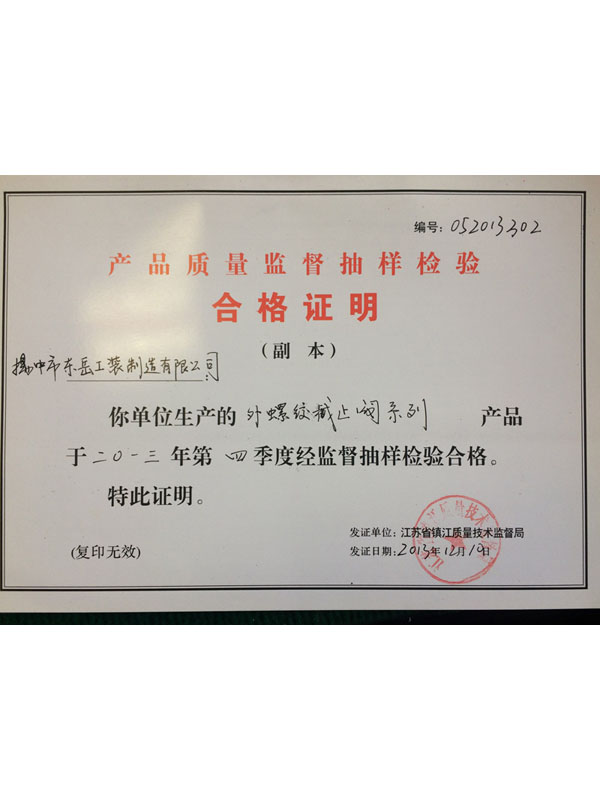 编号：052013302
产品质量监督抽样检验
合格证明
（副本）
扬中市东岳工装制造有限公司：
你单位生产的外螺纹截止阀系列 产品
于二〇一三年第四季度经监督抽样检验合格。
特此证明。
发证单位：江苏省镇江质量技术监督局
(复印无效)
发证日期：2013年12月19日